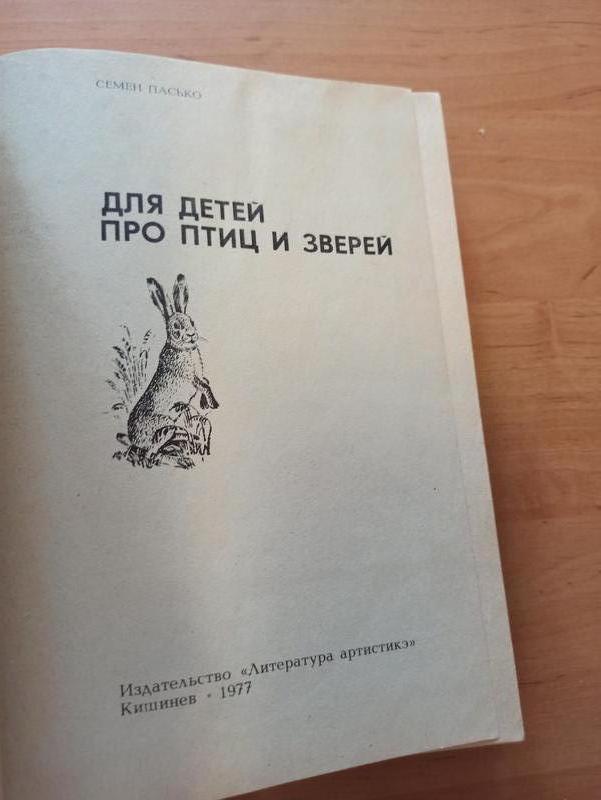 СЕМЕН ПАСЬКО
ДЛЯ ДЕТЕЙ
ПРО ПТИЦ И ЗВЕРЕЙ
Издательство «Литература артистикэ»
Кишинев • 1977